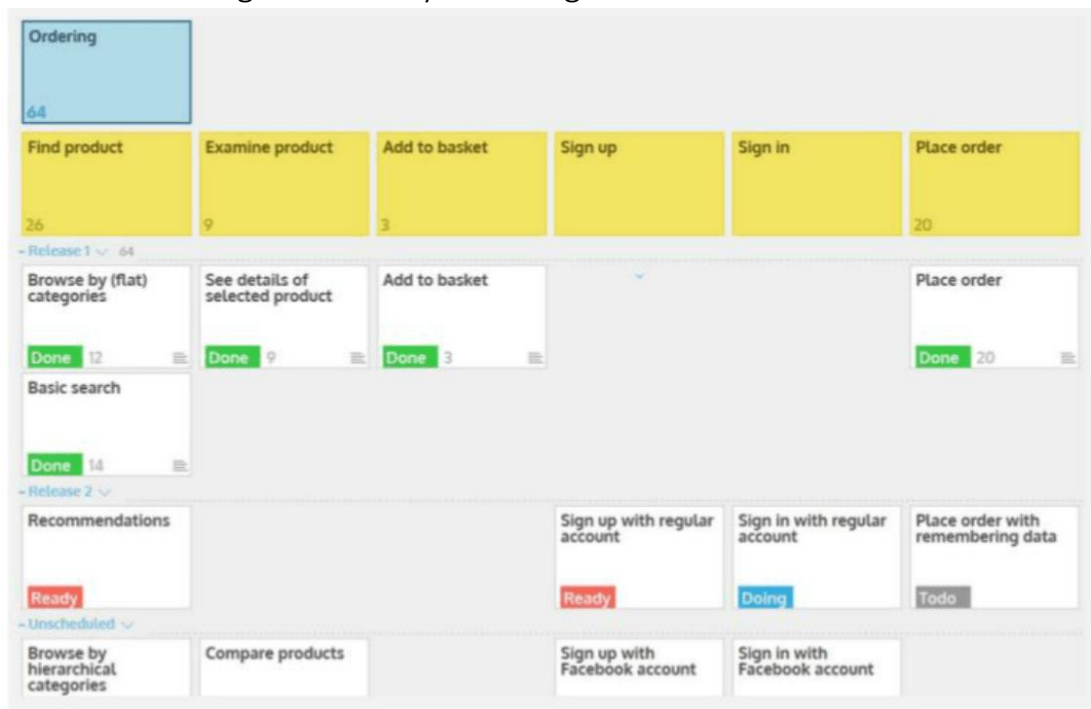 Ordering
64
Find product
Examine product
Add to basket
Sign up
Sign in
Place order
26
9
3
20
- Release 1 64
Browse by (flat)
categories
See details of
selected product
Add to basket
Place order
Done 12
Done 9
Done 3
Done 20
Basic search
Done 14
- Release 2
Recommendations
Sign up with regular
account
Sign in with regular
account
Place order with
remembering data
Ready
Ready
Doing
Todo
- Unscheduled
Browse by
hierarchical
categories
Compare products
Sign up with
Facebook account
Sign in with
Facebook account